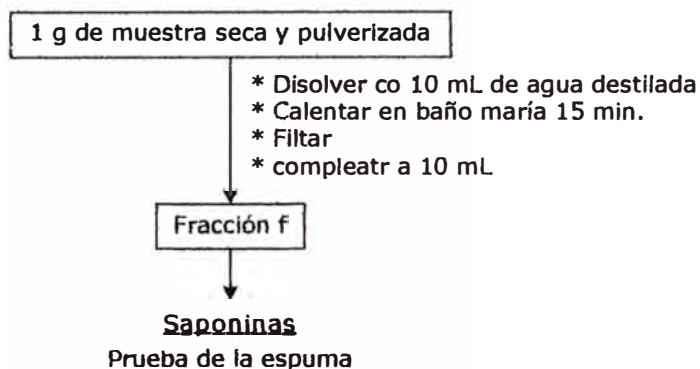 1 g de muestra seca y pulverizada
* Disolver co 10 mL de agua destilada
* Calentar en baño maría 15 min.
* Filtar
* compleatr a 10 mL
Fracción f
Saponinas
Prueba de la espuma